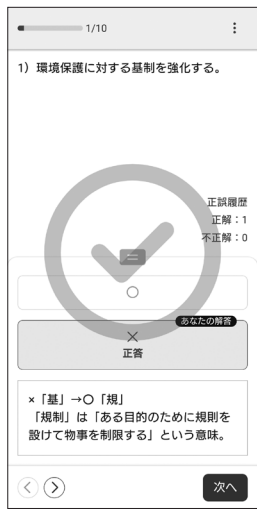 1/10
1）環境保護に対する基制を強化する。
正誤履歴
正解：1
不正解：0
○
あなたの解答
×
正答
×「基」→○「規」
「規制」は「ある目的のために規則を
設けて物事を制限する」という意味。
次へ